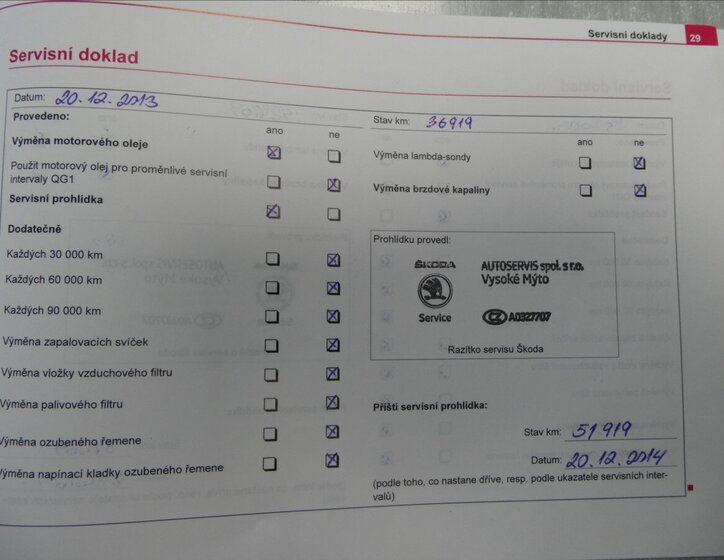 Servisní doklady 29
Servisní doklad
Datum: 20.12.2013
Provedeno:
ano ne
Výměna motorového oleje
Použit motorový olej pro proměnlivé servisní
intervaly QG1
Servisní prohlídka
Dodatečně
Každých 30 000 km
Každých 60 000 km
Každých 90 000 km
Výměna zapalovacích svíček
Výměna vložky vzduchového filtru
Výměna palivového filtru
Výměna ozubeného řemene
Výměna napínací kladky ozubeného řemene
Stav km: 36919
ano ne
Výměna lambda-sondy
Výměna brzdové kapaliny
Prohlídku provedl:
ŠKODA
Service
AUTOSERVIS spol. s r.o.
Vysoké Mýto
CZ A0327707
Razítko servisu Škoda
Příští servisní prohlídka:
Stav km: 51919
Datum: 20.12.2014
(podle toho, co nastane dříve, resp. podle ukazatele servisních inter-
valů)